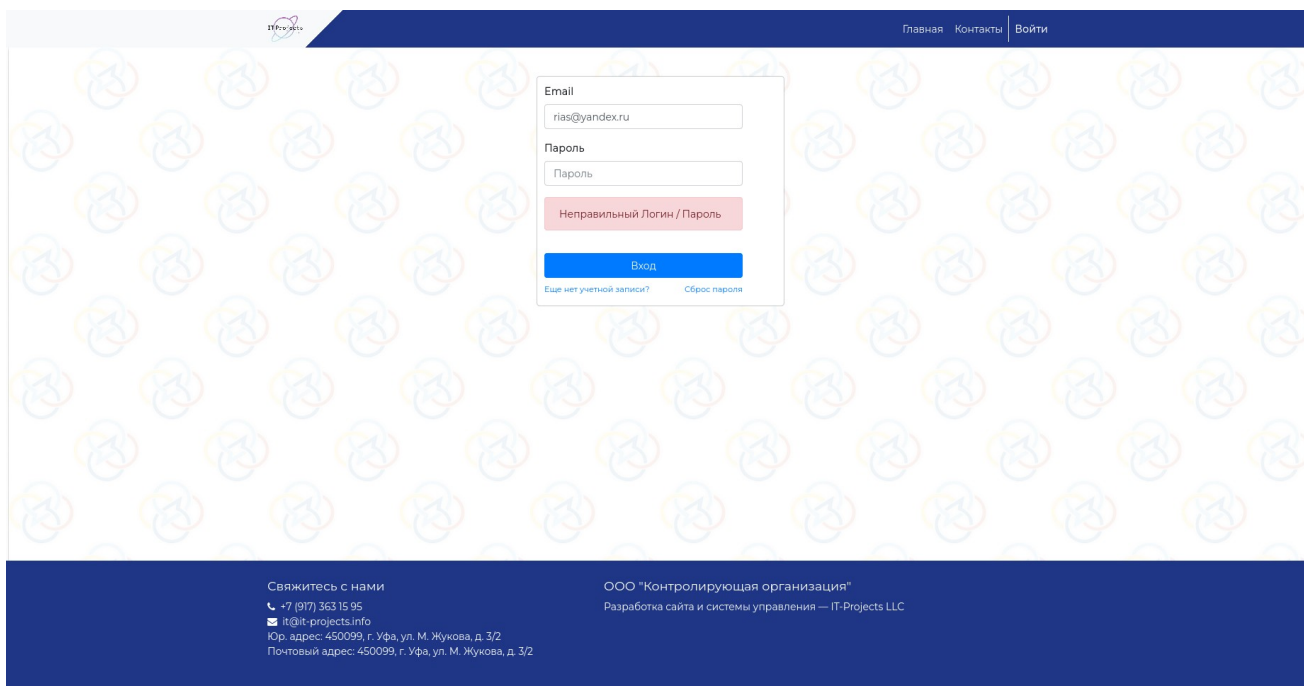 IT Projects
Главная Контакты Войти
Email
rias@yandex.ru
Пароль
Пароль
Неправильный Логин / Пароль
Вход
Еще нет учетной записи? Сброс пароля
Свяжитесь с нами
+7 (917) 363 15 95
it@it-projects.info
Юр. адрес: 450099, г. Уфа, ул. М. Жукова, д. 3/2
Почтовый адрес: 450099, г. Уфа, ул. М. Жукова, д. 3/2
ООО "Контролирующая организация"
Разработка сайта и системы управления — IT-Projects LLC